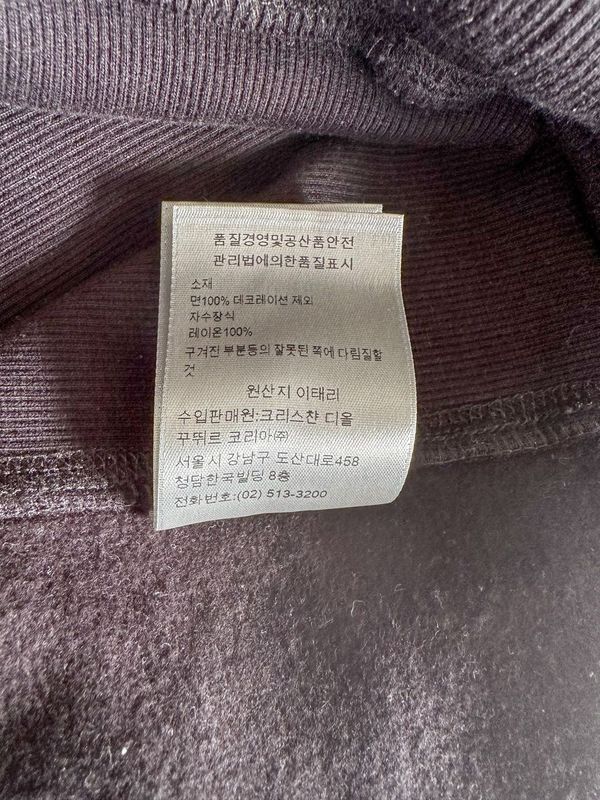 품질경영및공산품안전
관리법에의한품질표시
소재
면100% 데코레이션 제외
자수장식
레이온100%
구겨진 부분등의 잘못된 쪽에 다림질할
것
원산지 이태리
수입판매원:크리스챤 디올
꾸뛰르 코리아㈜
서울시 강남구 도산대로458
청담한국빌딩 8층
전화번호:(02) 513-3200